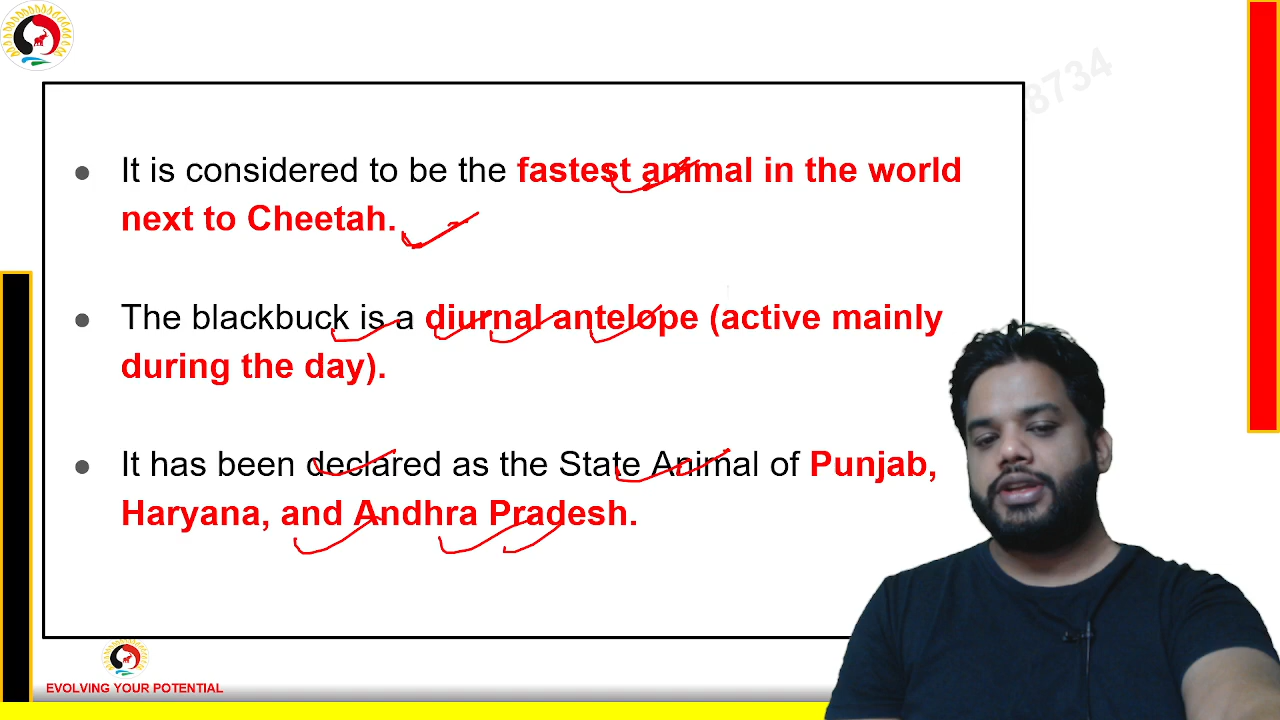 8734
It is considered to be the fastest animal in the world
next to Cheetah.
The blackbuck is a diurnal antelope (active mainly
during the day).
It has been declared as the State Animal of Punjab,
Haryana, and Andhra Pradesh.
EVOLVING YOUR POTENTIAL